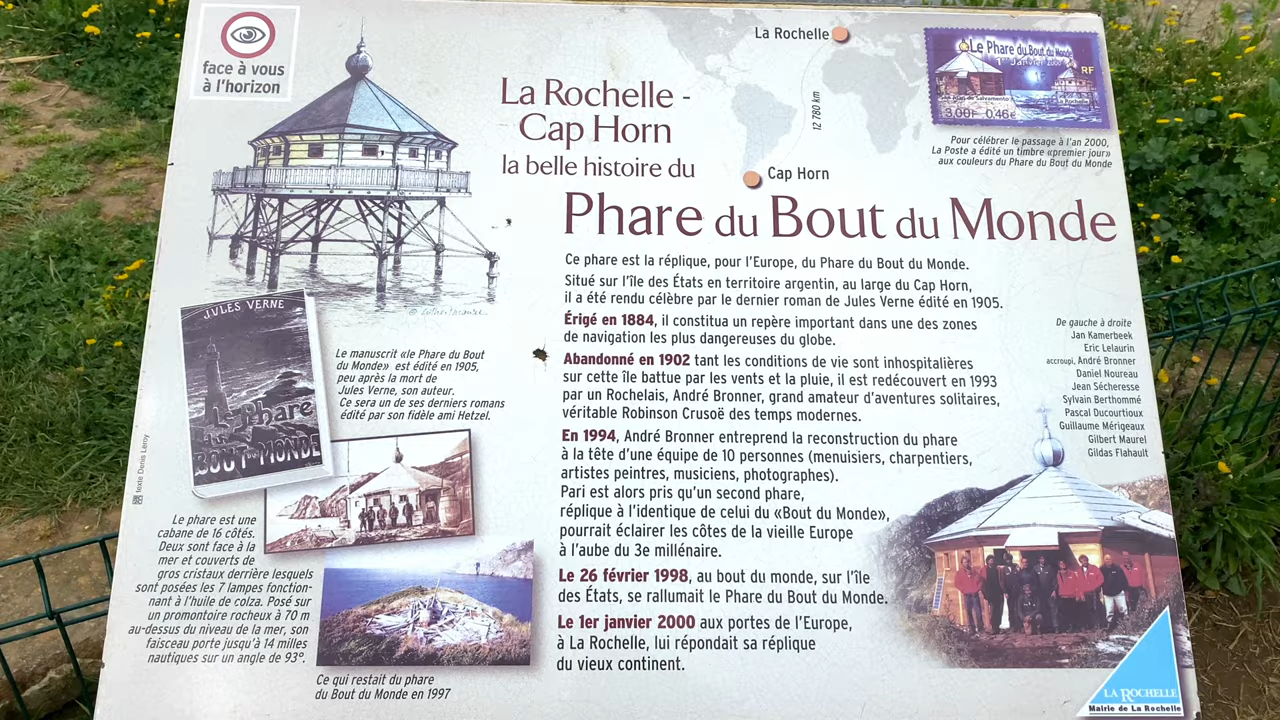 face à vous
à l'horizon
La Rochelle -
Cap Horn
la belle histoire du
Phare du Bout du Monde
La Rochelle
12 780 km
Cap Horn
Le Phare du Bout du Monde
1er Janvier 2000
RF
San Juan de Salvamento
La Rochelle
3,00F 0,46€
Pour célébrer le passage à l'an 2000,
La Poste a édité un timbre «premier jour»
aux couleurs du Phare du Bout du Monde
Ce phare est la réplique, pour l'Europe, du Phare du Bout du Monde.
Situé sur l'île des États en territoire argentin, au large du Cap Horn,
il a été rendu célèbre par le dernier roman de Jules Verne édité en 1905.
Érigé en 1884, il constitua un repère important dans une des zones
de navigation les plus dangereuses du globe.
Abandonné en 1902 tant les conditions de vie sont inhospitalières
sur cette île battue par les vents et la pluie, il est redécouvert en 1993
par un Rochelais, André Bronner, grand amateur d'aventures solitaires,
véritable Robinson Crusoë des temps modernes.
En 1994, André Bronner entreprend la reconstruction du phare
à la tête d'une équipe de 10 personnes (menuisiers, charpentiers,
artistes peintres, musiciens, photographes).
Pari est alors pris qu'un second phare,
réplique à l'identique de celui du «Bout du Monde»,
pourrait éclairer les côtes de la vieille Europe
à l'aube du 3e millénaire.
Le 26 février 1998, au bout du monde, sur l'île
des États, se rallumait le Phare du Bout du Monde.
Le 1er janvier 2000 aux portes de l'Europe,
à La Rochelle, lui répondait sa réplique
du vieux continent.
De gauche à droite
Jan Kamerbeek
Eric Lelaurin
accroupi, André Bronner
Daniel Noureau
Jean Sécheresse
Sylvain Berthommé
Pascal Ducourtioux
Guillaume Mérigeaux
Gilbert Maurel
Gildas Flahault
JULES VERNE
Le Phare
du
BOUT DU MONDE
Le manuscrit «le Phare du Bout
du Monde» est édité en 1905,
peu après la mort de
Jules Verne, son auteur.
Ce sera un de ses derniers romans
édité par son fidèle ami Hetzel.
texte Denis Leroy
Le phare est une
cabane de 16 côtés.
Deux sont face à la
mer et couverts de
gros cristaux derrière lesquels
sont posées les 7 lampes fonction-
nant à l'huile de colza. Posé sur
un promontoire rocheux à 70 m
au-dessus du niveau de la mer, son
faisceau porte jusqu'à 14 milles
nautiques sur un angle de 93°.
Ce qui restait du phare
du Bout du Monde en 1997
LA ROCHELLE
Mairie de La Rochelle